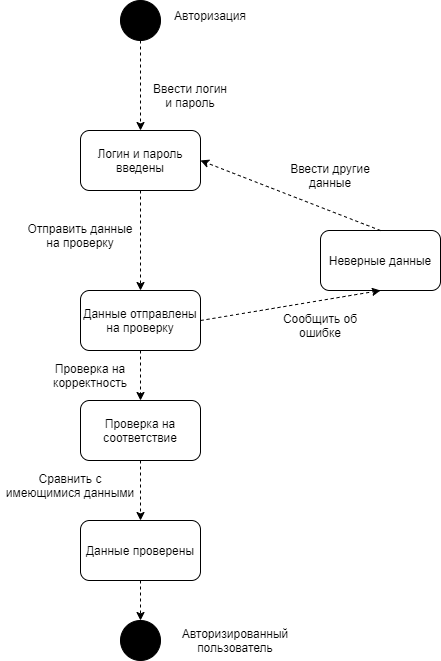 Авторизация
Ввести логин
и пароль
Логин и пароль
введены
Ввести другие
данные
Отправить данные
на проверку
Неверные данные
Данные отправлены
на проверку
Сообщить об
ошибке
Проверка на
корректность
Проверка на
соответствие
Сравнить с
имеющимися данными
Данные проверены
Авторизированный
пользователь